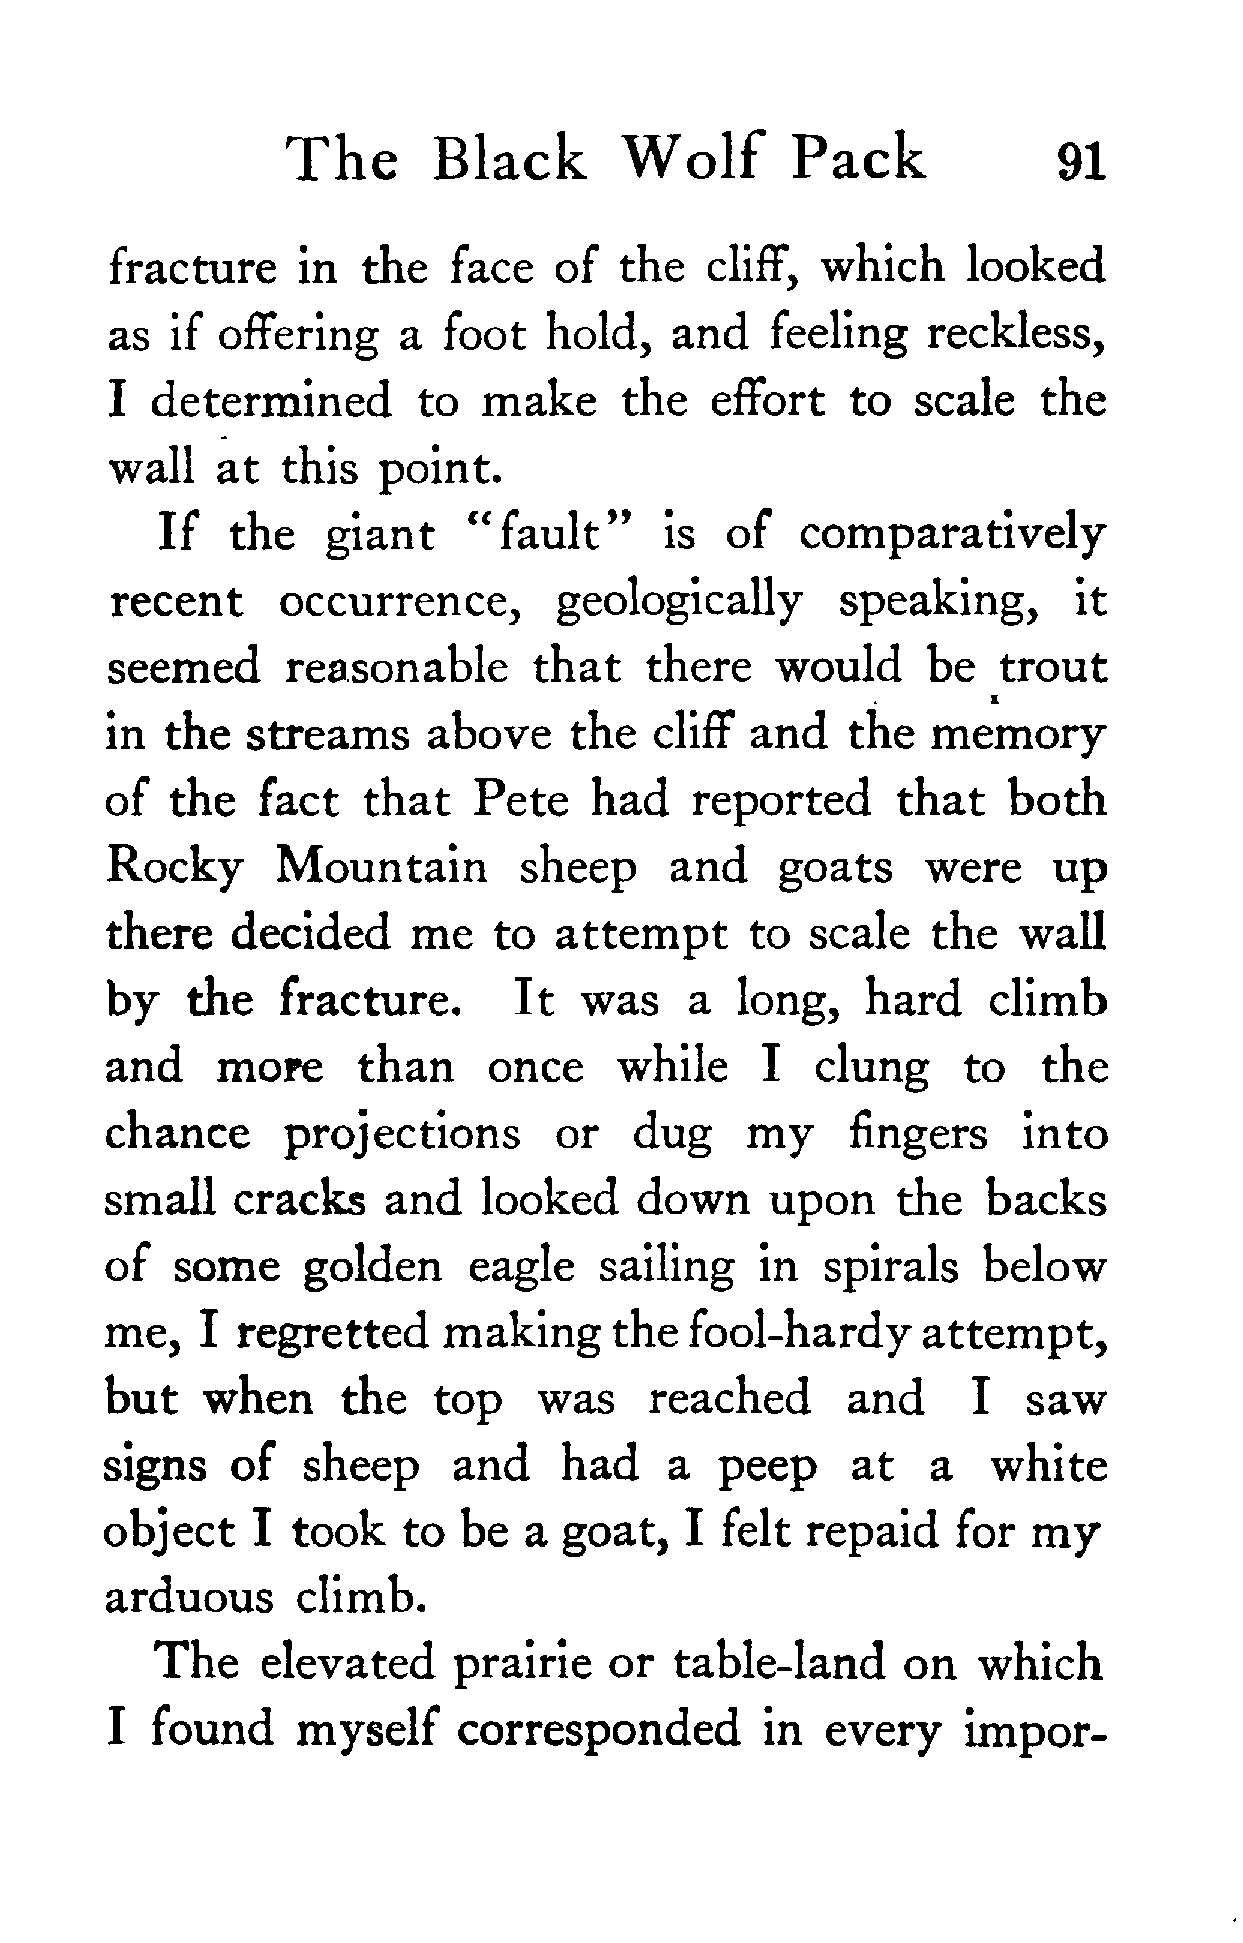 The Black Wolf Pack 91
fracture in the face of the cliff, which looked
as if offering a foot hold, and feeling reckless,
I determined to make the effort to scale the
wall at this point.
If the giant "fault" is of comparatively
recent occurrence, geologically speaking, it
seemed reasonable that there would be trout
in the streams above the cliff and the memory
of the fact that Pete had reported that both
Rocky Mountain sheep and goats were up
there decided me to attempt to scale the wall
by the fracture. It was a long, hard climb
and more than once while I clung to the
chance projections or dug my fingers into
small cracks and looked down upon the backs
of some golden eagle sailing in spirals below
me, I regretted making the fool-hardy attempt,
but when the top was reached and I saw
signs of sheep and had a peep at a white
object I took to be a goat, I felt repaid for my
arduous climb.
The elevated prairie or table-land on which
I found myself corresponded in every impor-